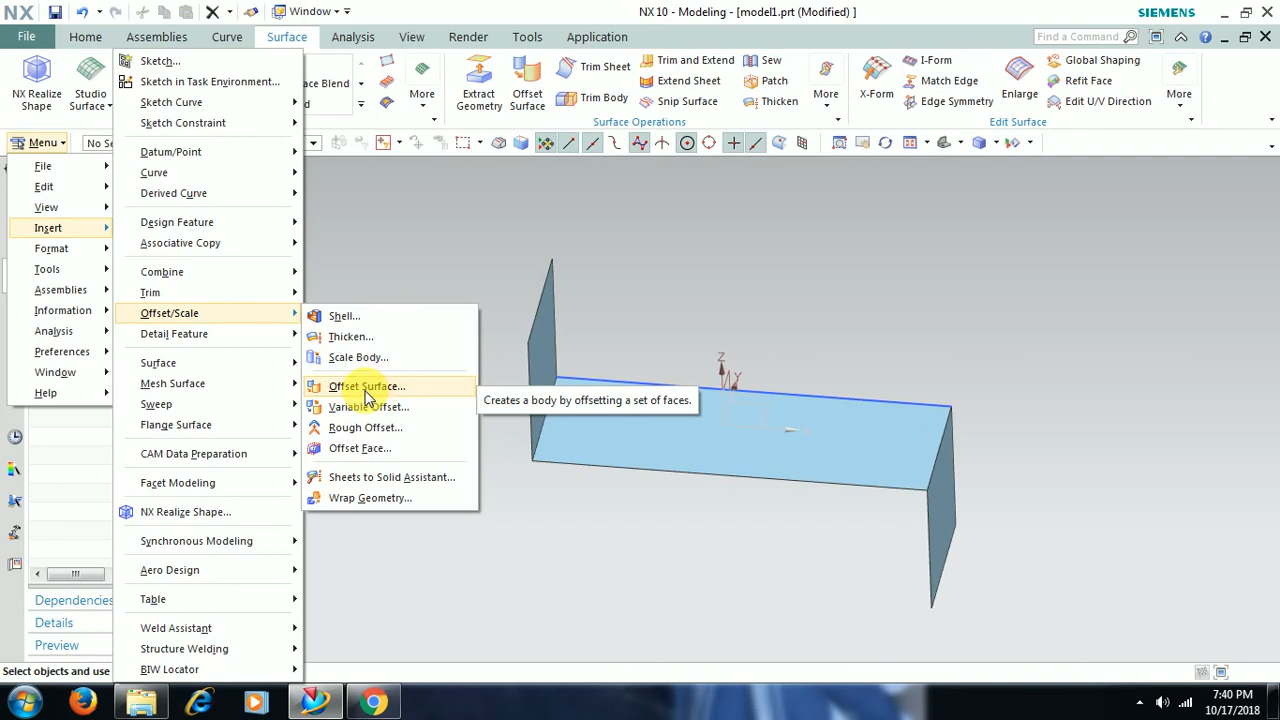 NX
Window
NX 10 - Modeling - [model1.prt (Modified) ]
SIEMENS
File
Home
Assemblies
Curve
Surface
Analysis
View
Render
Tools
Application
Find a Command
NX Realize
Shape
Studio
Surface
Sketch...
Sketch in Task Environment...
Sketch Curve
Sketch Constraint
Datum/Point
Curve
Derived Curve
Design Feature
Associative Copy
Combine
Trim
Offset/Scale
Detail Feature
Surface
Mesh Surface
Sweep
Flange Surface
CAM Data Preparation
Facet Modeling
NX Realize Shape...
Synchronous Modeling
Aero Design
Table
Weld Assistant
Structure Welding
BIW Locator
ace Blend
d
More
Extract
Geometry
Offset
Surface
Trim Sheet
Trim Body
Trim and Extend
Extend Sheet
Snip Surface
Sew
Patch
Thicken
More
Surface Operations
X-Form
I-Form
Match Edge
Edge Symmetry
Enlarge
Global Shaping
Refit Face
Edit U/V Direction
More
Edit Surface
Menu
No Se
File
Edit
View
Insert
Format
Tools
Assemblies
Information
Analysis
Preferences
Window
Help
Shell...
Thicken...
Scale Body...
Offset Surface...
Variable Offset...
Rough Offset...
Offset Face...
Sheets to Solid Assistant...
Wrap Geometry...
Creates a body by offsetting a set of faces.
Z
Y
Dependencies
Details
Preview
Select objects and use
7:40 PM
10/17/2018